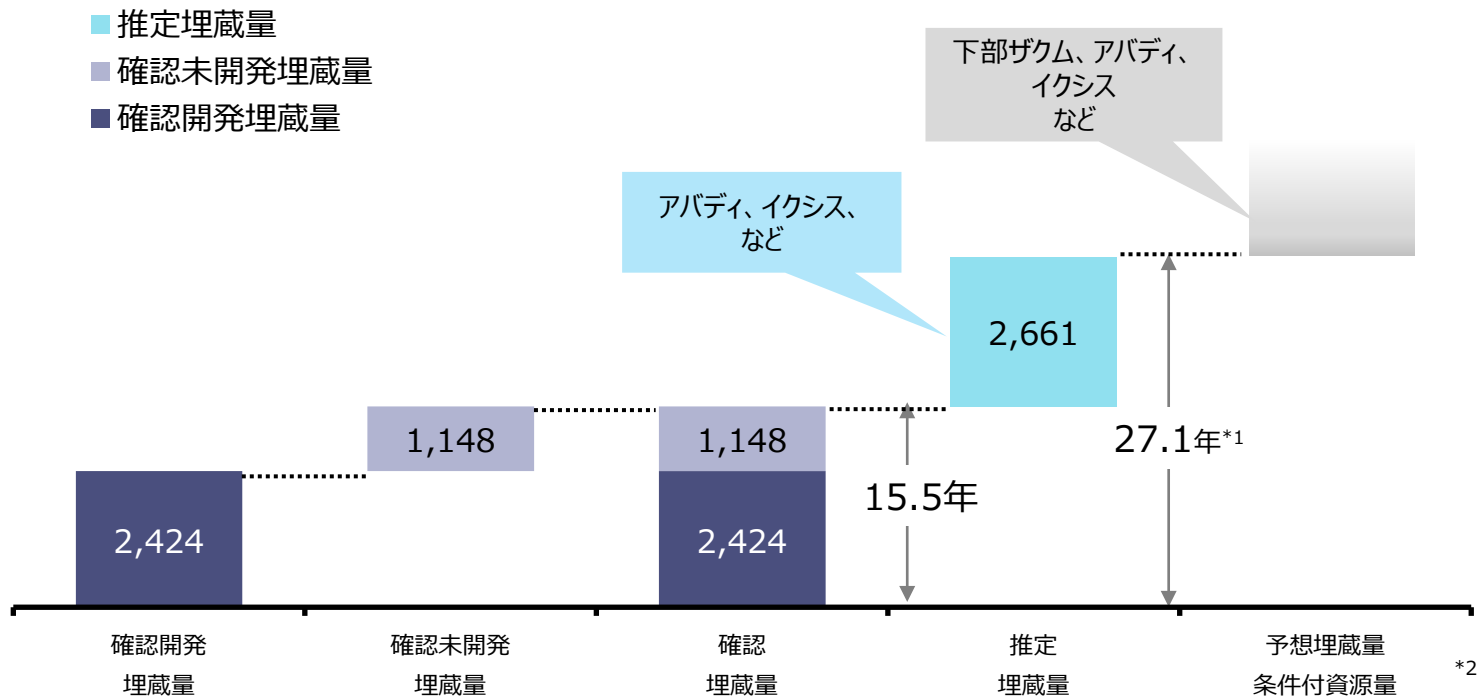 推定埋蔵量
確認未開発埋蔵量
確認開発埋蔵量
下部ザクム、アバディ、
イクシス
など
アバディ、イクシス、
など
2,661
1,148
1,148
27.1年*1
15.5年
2,424
2,424
確認開発
埋蔵量
確認未開発
埋蔵量
確認
埋蔵量
推定
埋蔵量
予想埋蔵量
条件付資源量
*2